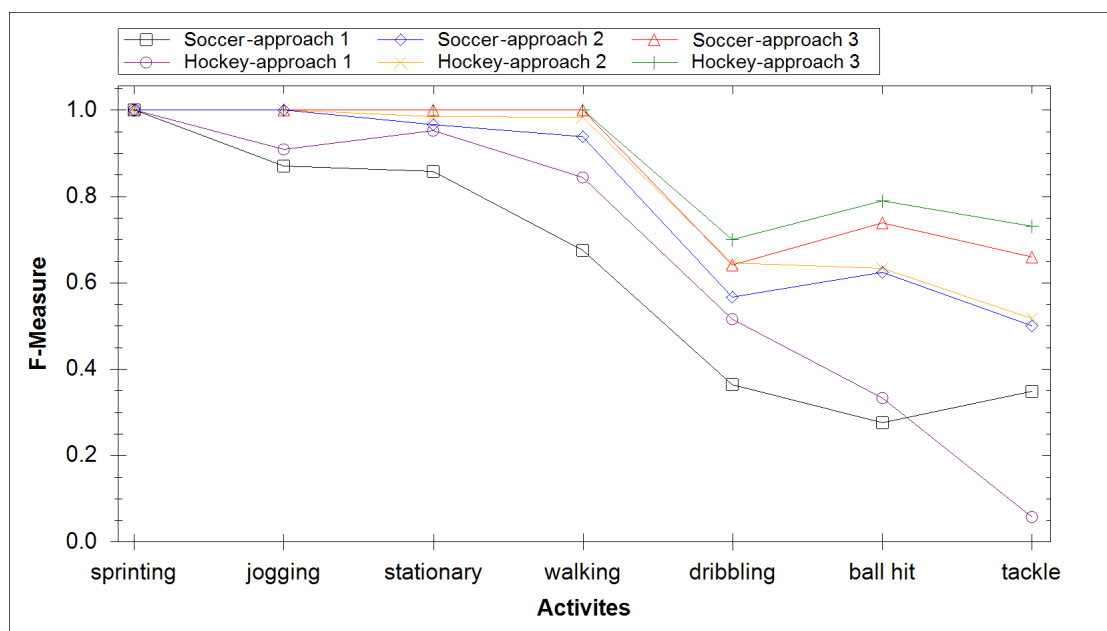 Soccer-approach 1 Soccer-approach 2 Soccer-approach 3
Hockey-approach 1 Hockey-approach 2 Hockey-approach 3
1.0
0.8
0.6
0.4
0.2
0.0
F-Measure
sprinting jogging stationary walking dribbling ball hit tackle
Activites